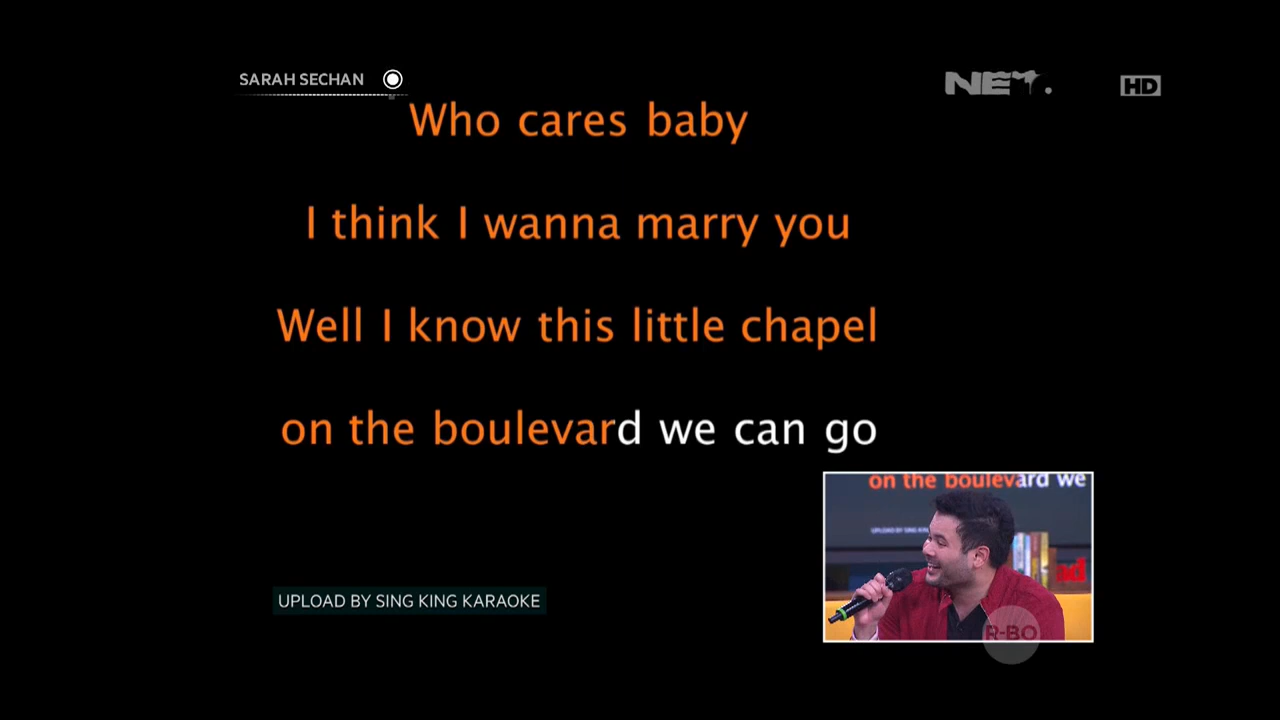 SARAH SECHAN
NET.
HD
Who cares baby
I think I wanna marry you
Well I know this little chapel
on the boulevard we can go
on the boulevard we
UPLOAD BY SING KING KARAOKE
R-BO